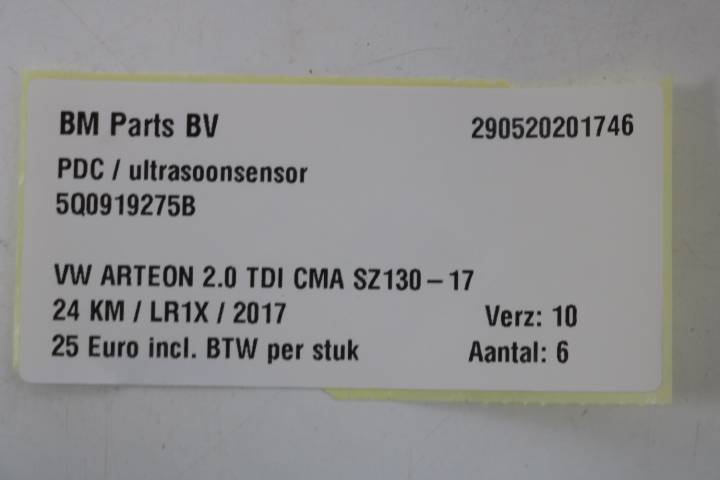 BM Parts BV 290520201746
PDC / ultrasoonsensor
5Q0919275B
VW ARTEON 2.0 TDI CMA SZ130 – 17
24 KM / LR1X / 2017 Verz: 10
25 Euro incl. BTW per stuk Aantal: 6